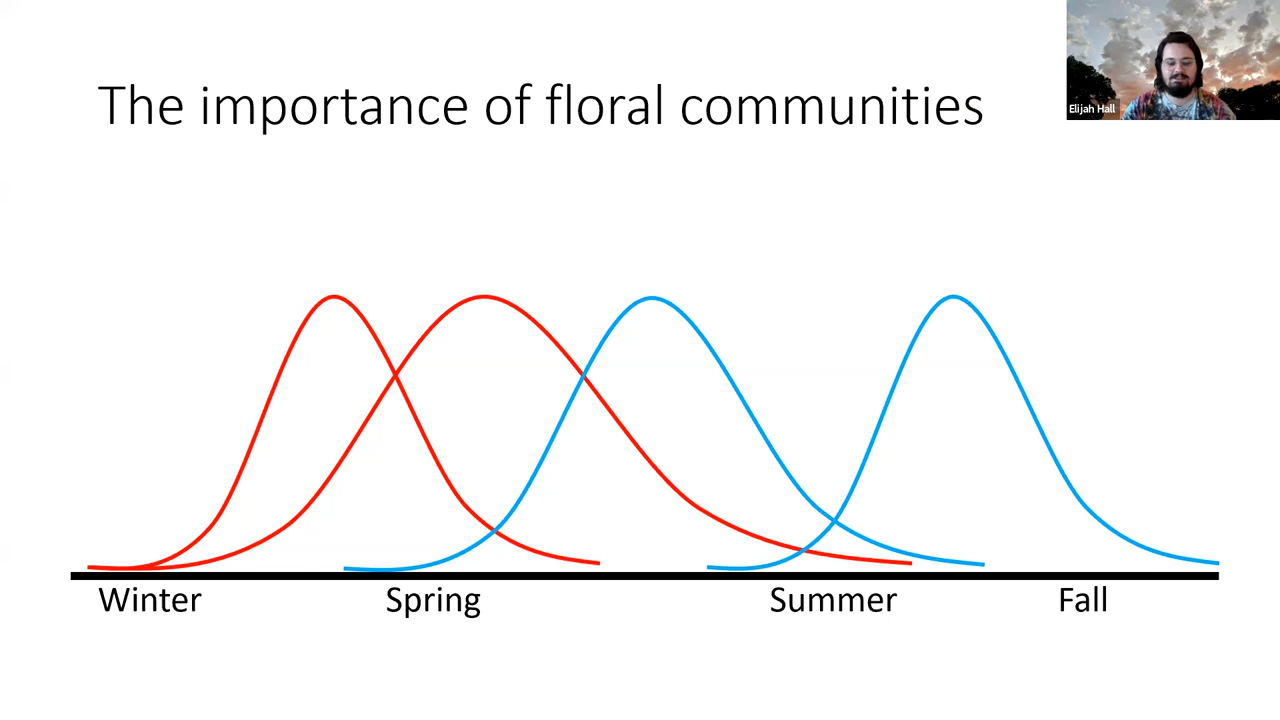 The importance of floral communities
Elijah Hall
Winter
Spring
Summer
Fall